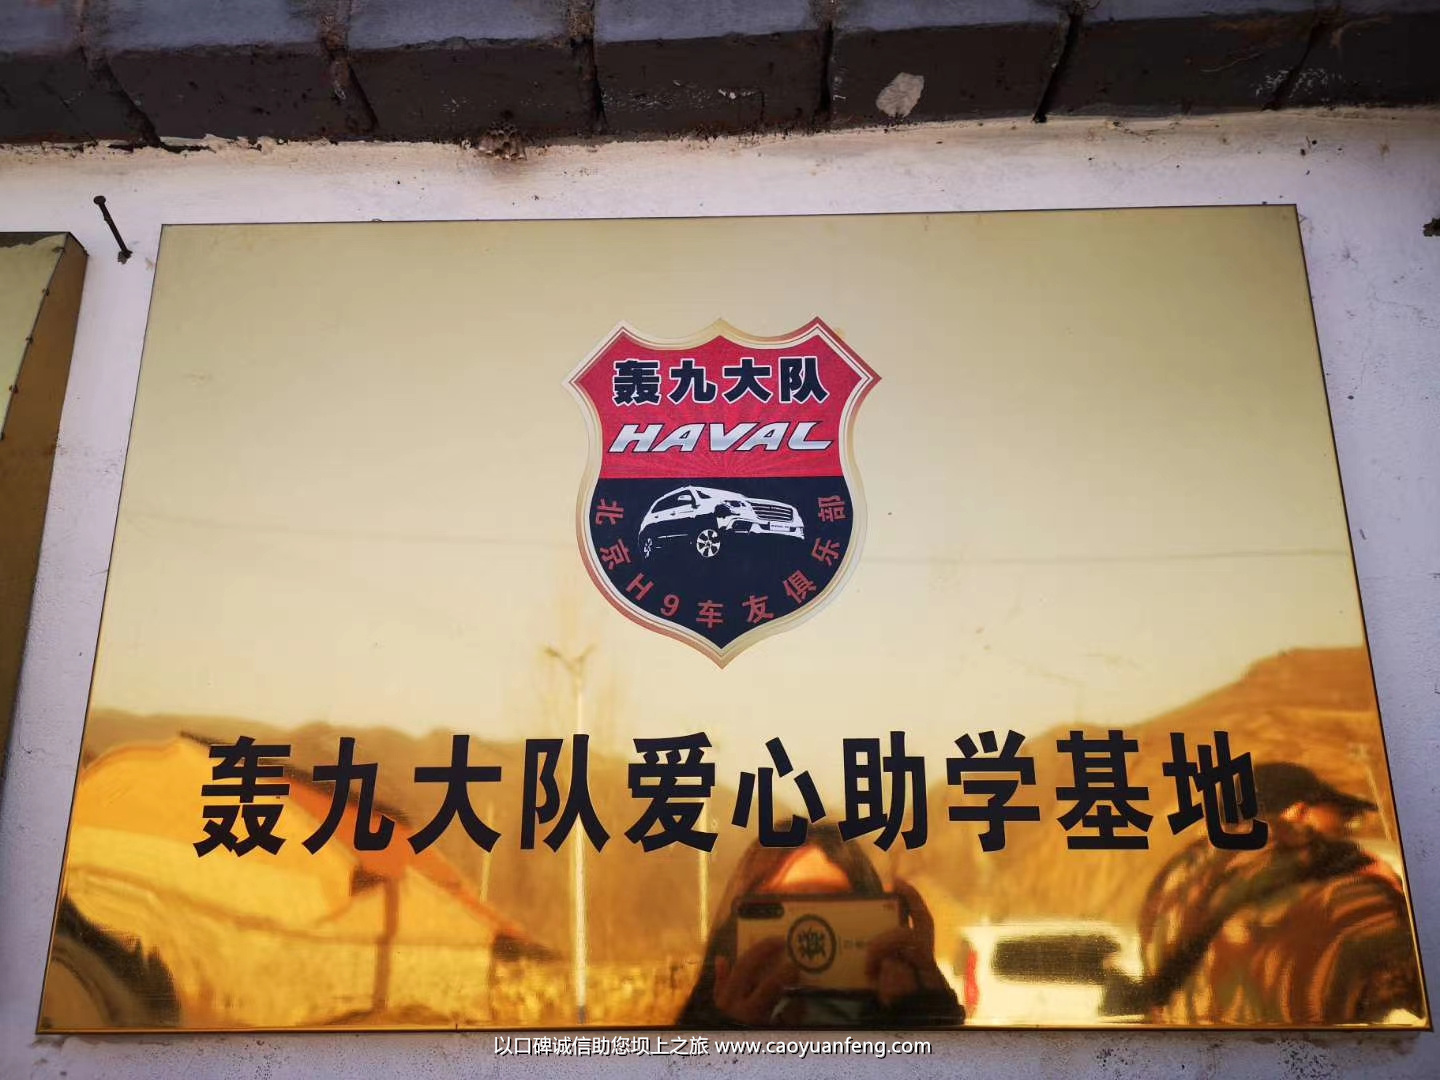 轰九大队
HAVAL
北京H9车友俱乐部
轰九大队爱心助学基地
以口碑诚信助您坝上之旅 www.caoyuanfeng.com